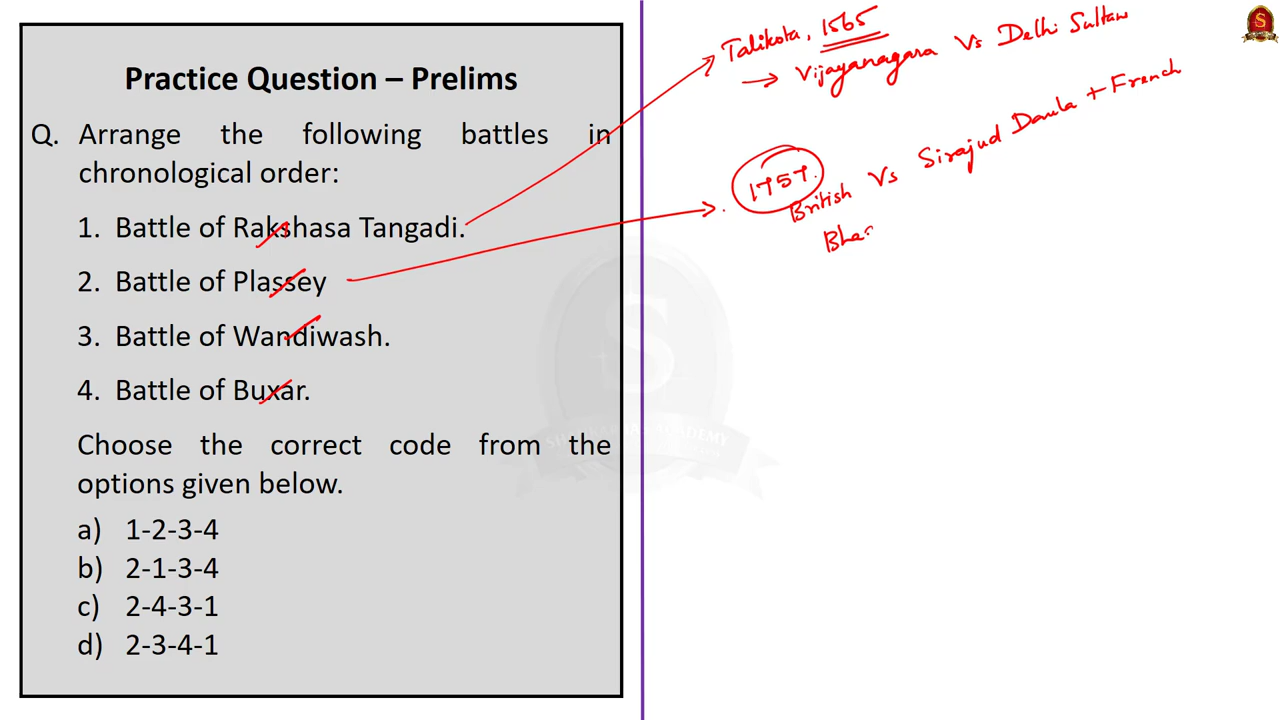 Practice Question – Prelims
Q. Arrange the following battles in
chronological order:
1. Battle of Rakshasa Tangadi.
2. Battle of Plassey
3. Battle of Wandiwash.
4. Battle of Buxar.
Choose the correct code from the
options given below.
a) 1-2-3-4
b) 2-1-3-4
c) 2-4-3-1
d) 2-3-4-1
Talikota, 1565
→ Vijayanagara Vs Delhi Sultan
1757.
British Vs Sirajud Daula + French
S
ACADEMY